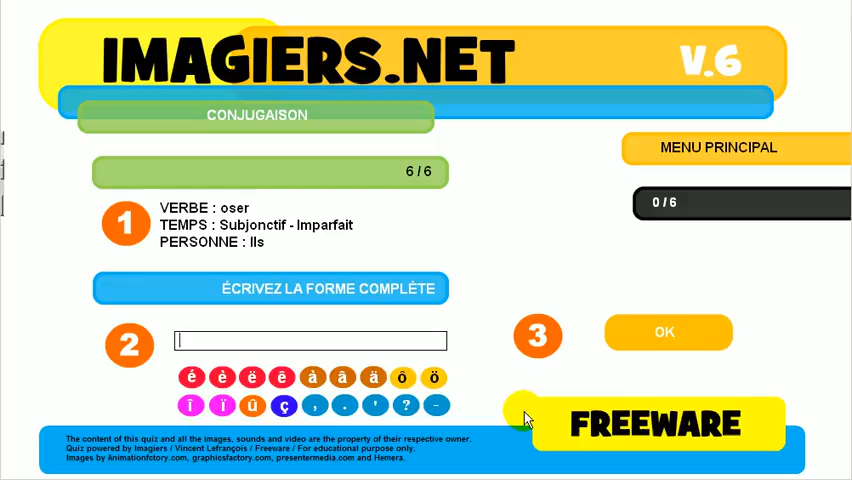 IMAGIERS.NET
V.6
CONJUGAISON
MENU PRINCIPAL
6 / 6
0 / 6
1
VERBE : oser
TEMPS : Subjonctif - Imparfait
PERSONNE : Ils
ÉCRIVEZ LA FORME COMPLÈTE
2
3
OK
é è ë ê à â ä ô ö
î ï û ç , . ' ? -
FREEWARE
The content of this quiz and all the images, sounds and video are the property of their respective owner.
Quiz powered by Imagiers / Vincent Lefrançois / Freeware / For educational purpose only.
Images by Animationfctory.com, graphicsfactory.com, presentermedia.com and Hemera.